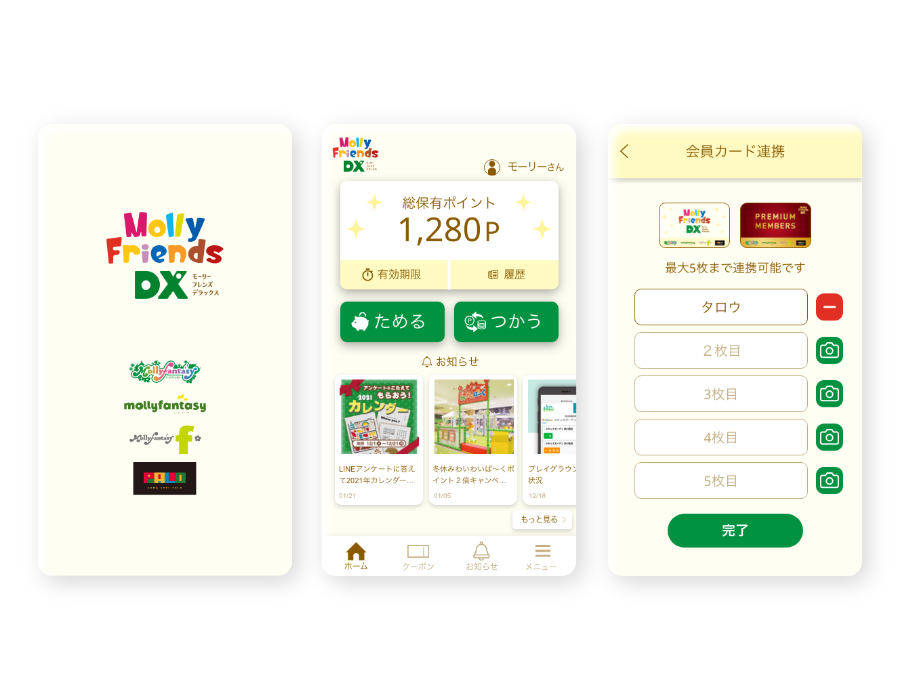 Molly
Friends
DX
モーリー
フレンズ
デラックス
Mollyfantasy
mollyfantasy
Mollyfantasy f
PALO
Molly
Friends
DX
モーリーさん
総保有ポイント
1,280P
有効期限
履歴
ためる
つかう
お知らせ
アンケートにこたえて
もらおう!
2021
カレンダー
LINEアンケートに答え
て2021年カレンダー...
01/21
冬休みわいわいぱ〜くポ
イント2倍キャンペ...
01/05
プレイグラウン
状況
12/18
もっと見る
ホーム
クーポン
お知らせ
メニュー
会員カード連携
Molly
Friends
DX
PREMIUM
MEMBERS
最大5枚まで連携可能です
タロウ
2枚目
3枚目
4枚目
5枚目
完了